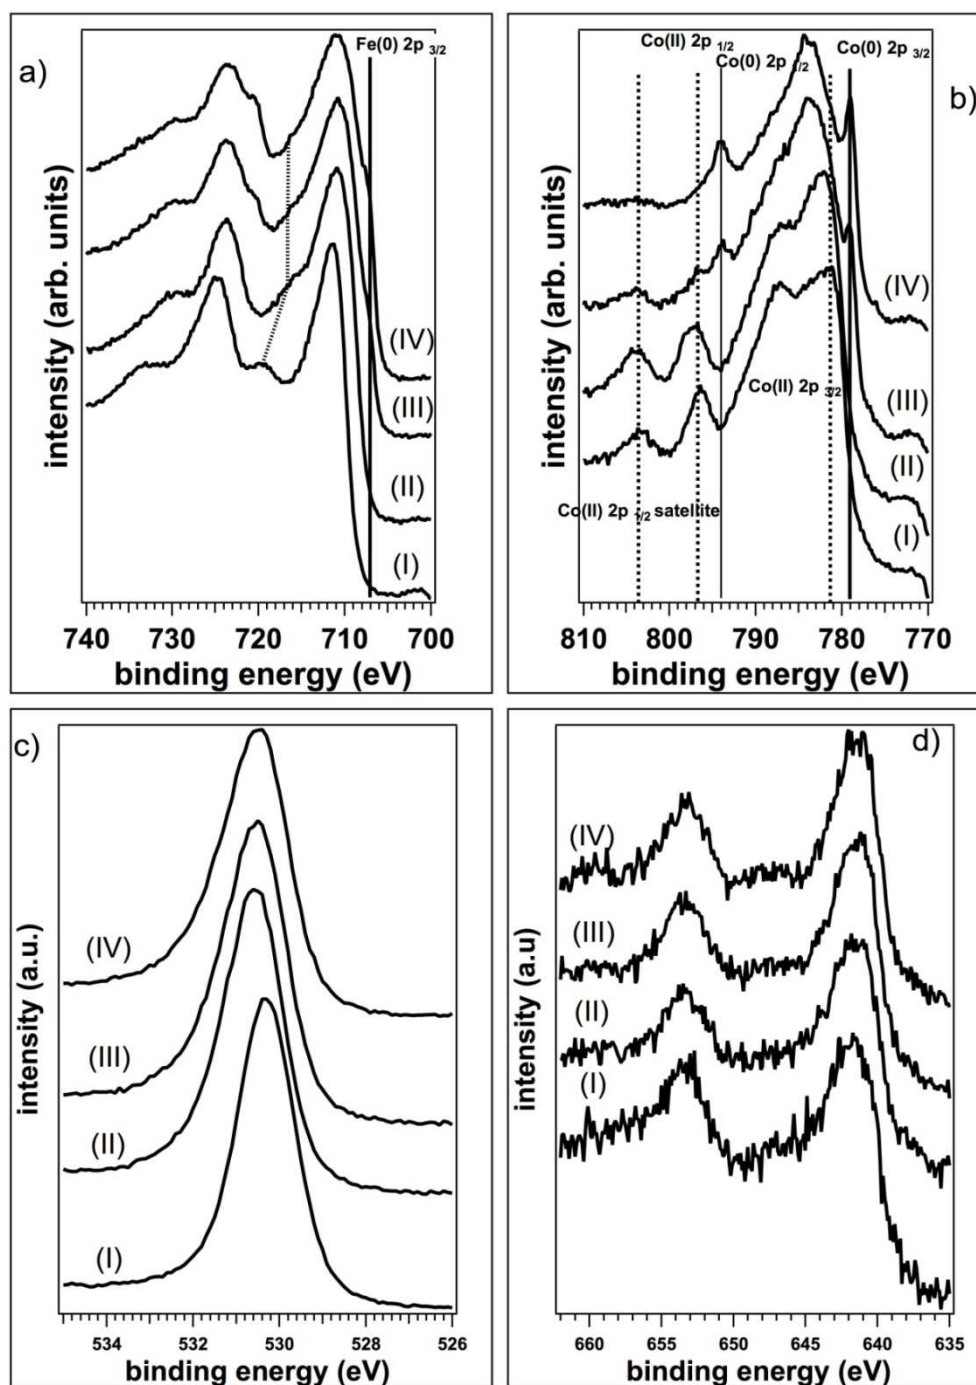 a)
Fe(0) 2p 3/2
intensity (arb. units)
(IV)
(III)
(II)
(I)
740 730 720 710 700
binding energy (eV)
b)
Co(II) 2p 1/2
Co(0) 2p 1/2
Co(0) 2p 3/2
intensity (arb. units)
(IV)
(III)
Co(II) 2p 3/2
(II)
Co(II) 2p 1/2 satellite
(I)
810 800 790 780 770
binding energy (eV)
c)
intensity (a.u.)
(IV)
(III)
(II)
(I)
534 532 530 528 526
binding energy (eV)
d)
intensity (a.u)
(IV)
(III)
(II)
(I)
660 655 650 645 640 635
binding energy (eV)